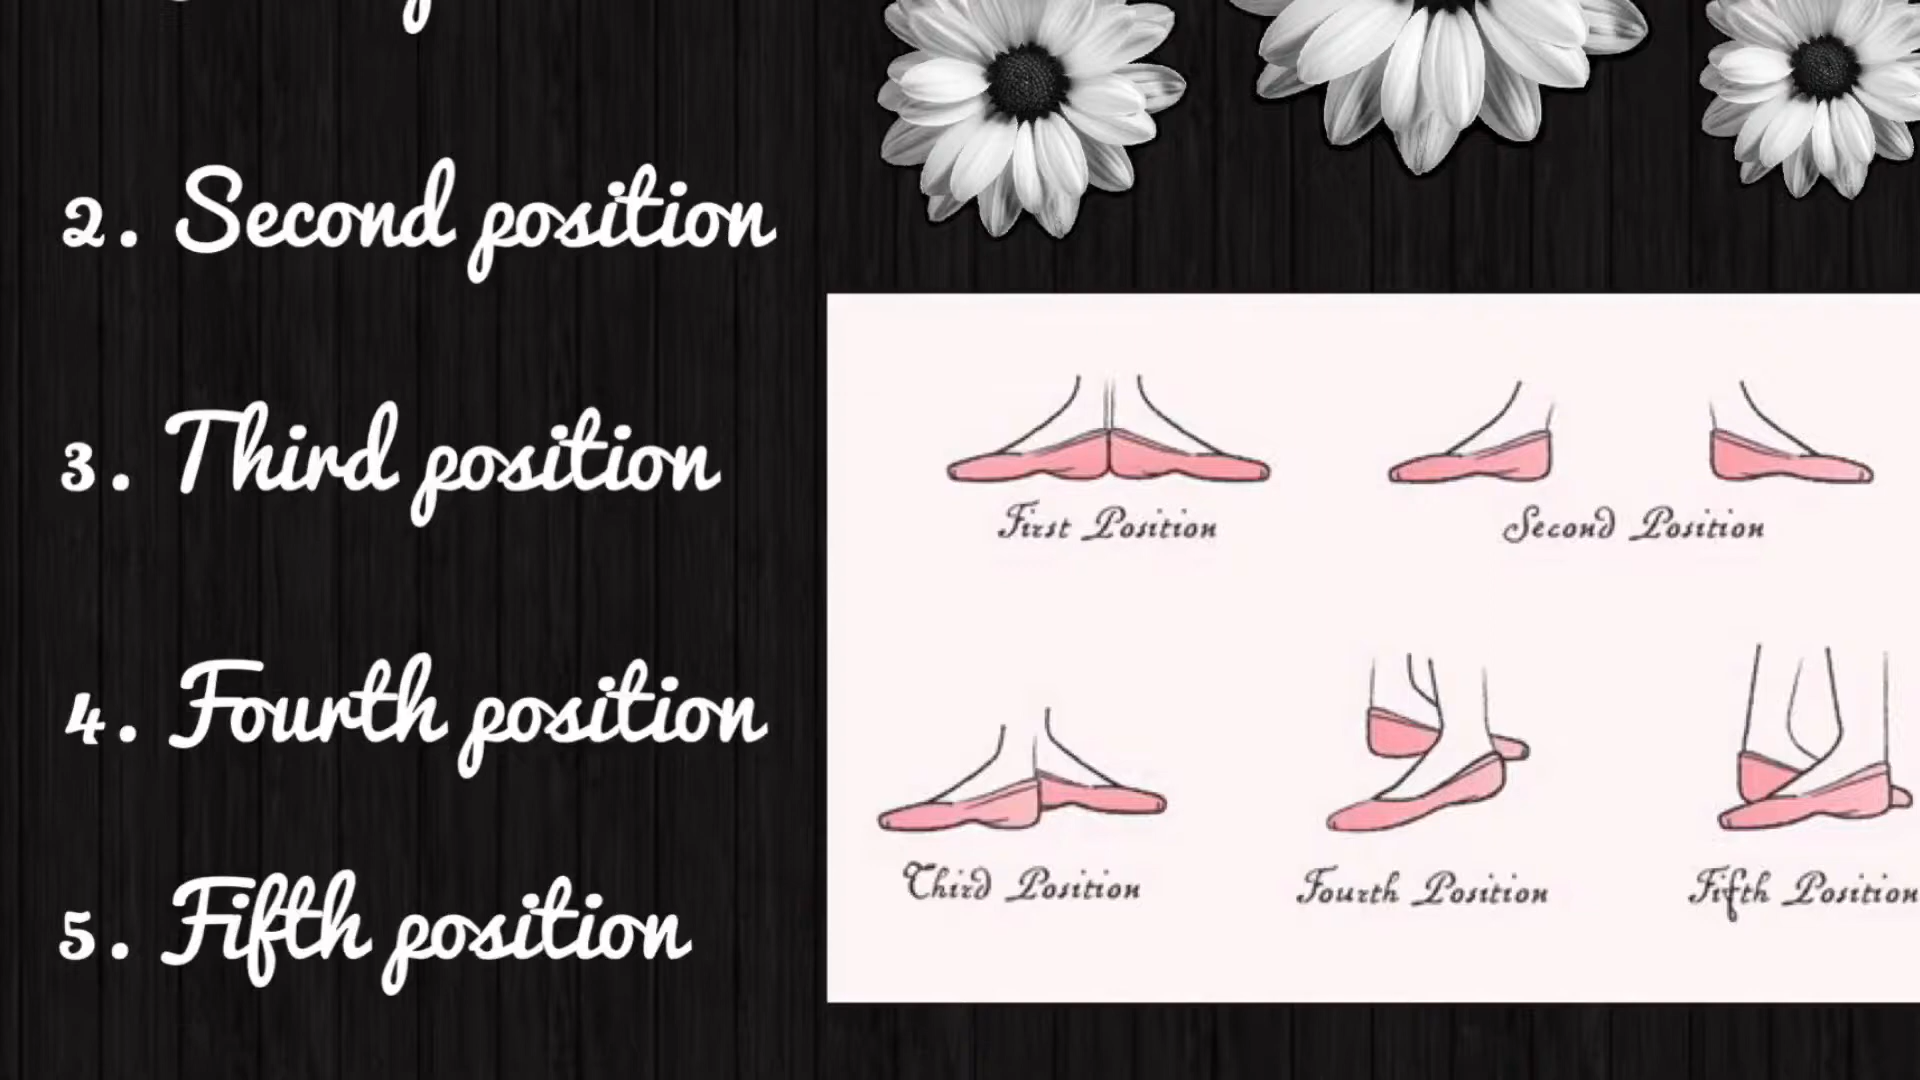 2. Second position
3. Third position
4. Fourth position
5. Fifth position
First Position
Second Position
Third Position
Fourth Position
Fifth Position